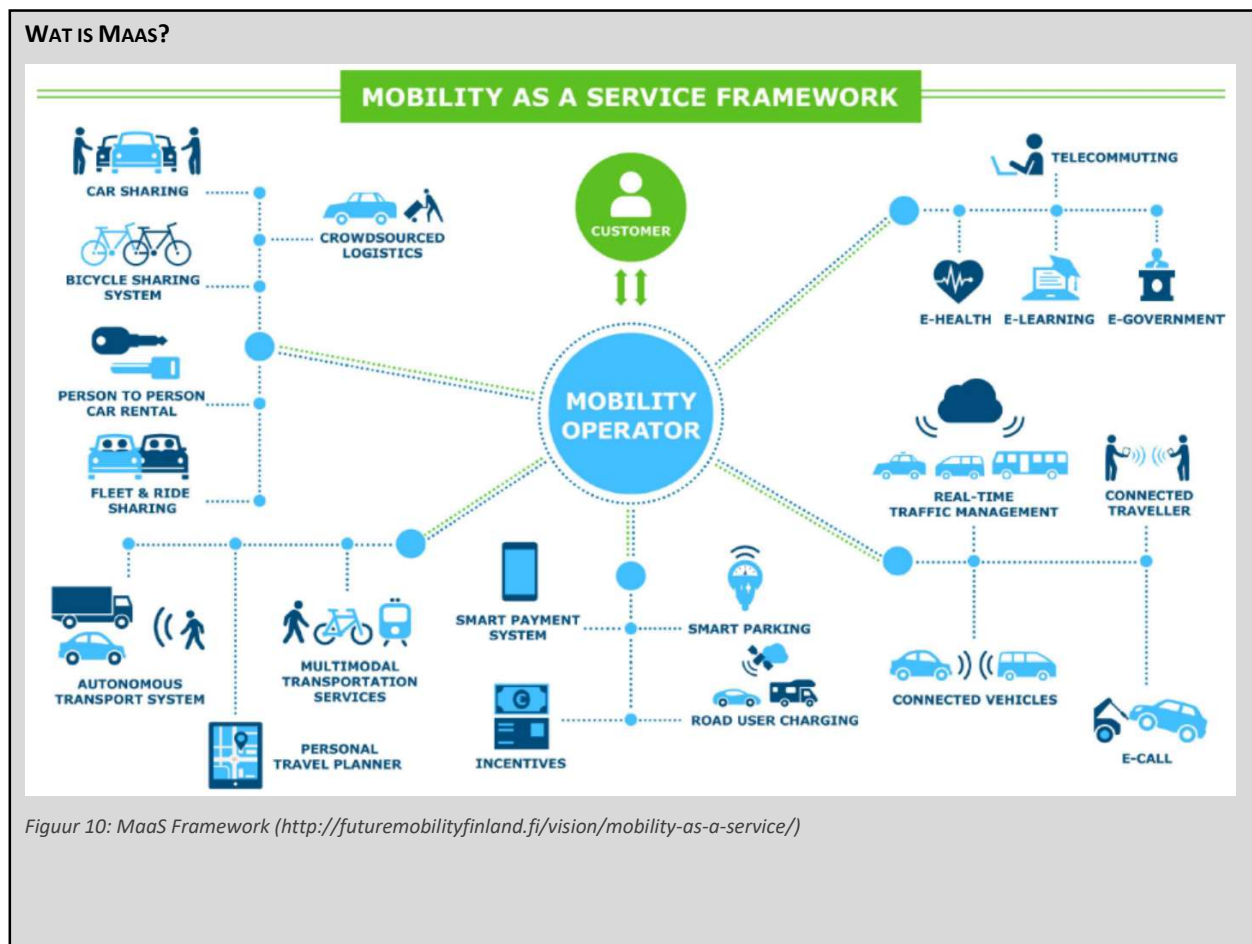 WAT IS MAAS?
MOBILITY AS A SERVICE FRAMEWORK
CAR SHARING
CROWDSOURCED
LOGISTICS
BICYCLE SHARING
SYSTEM
PERSON TO PERSON
CAR RENTAL
FLEET & RIDE
SHARING
CUSTOMER
MOBILITY
OPERATOR
TELECOMMUTING
E-HEALTH
E-LEARNING
E-GOVERNMENT
REAL-TIME
TRAFFIC MANAGEMENT
CONNECTED
TRAVELLER
AUTONOMOUS
TRANSPORT SYSTEM
MULTIMODAL
TRANSPORTATION
SERVICES
PERSONAL
TRAVEL PLANNER
SMART PAYMENT
SYSTEM
SMART PARKING
INCENTIVES
ROAD USER CHARGING
CONNECTED VEHICLES
E-CALL
Figuur 10: MaaS Framework (http://futuremobilityfinland.fi/vision/mobility-as-a-service/)